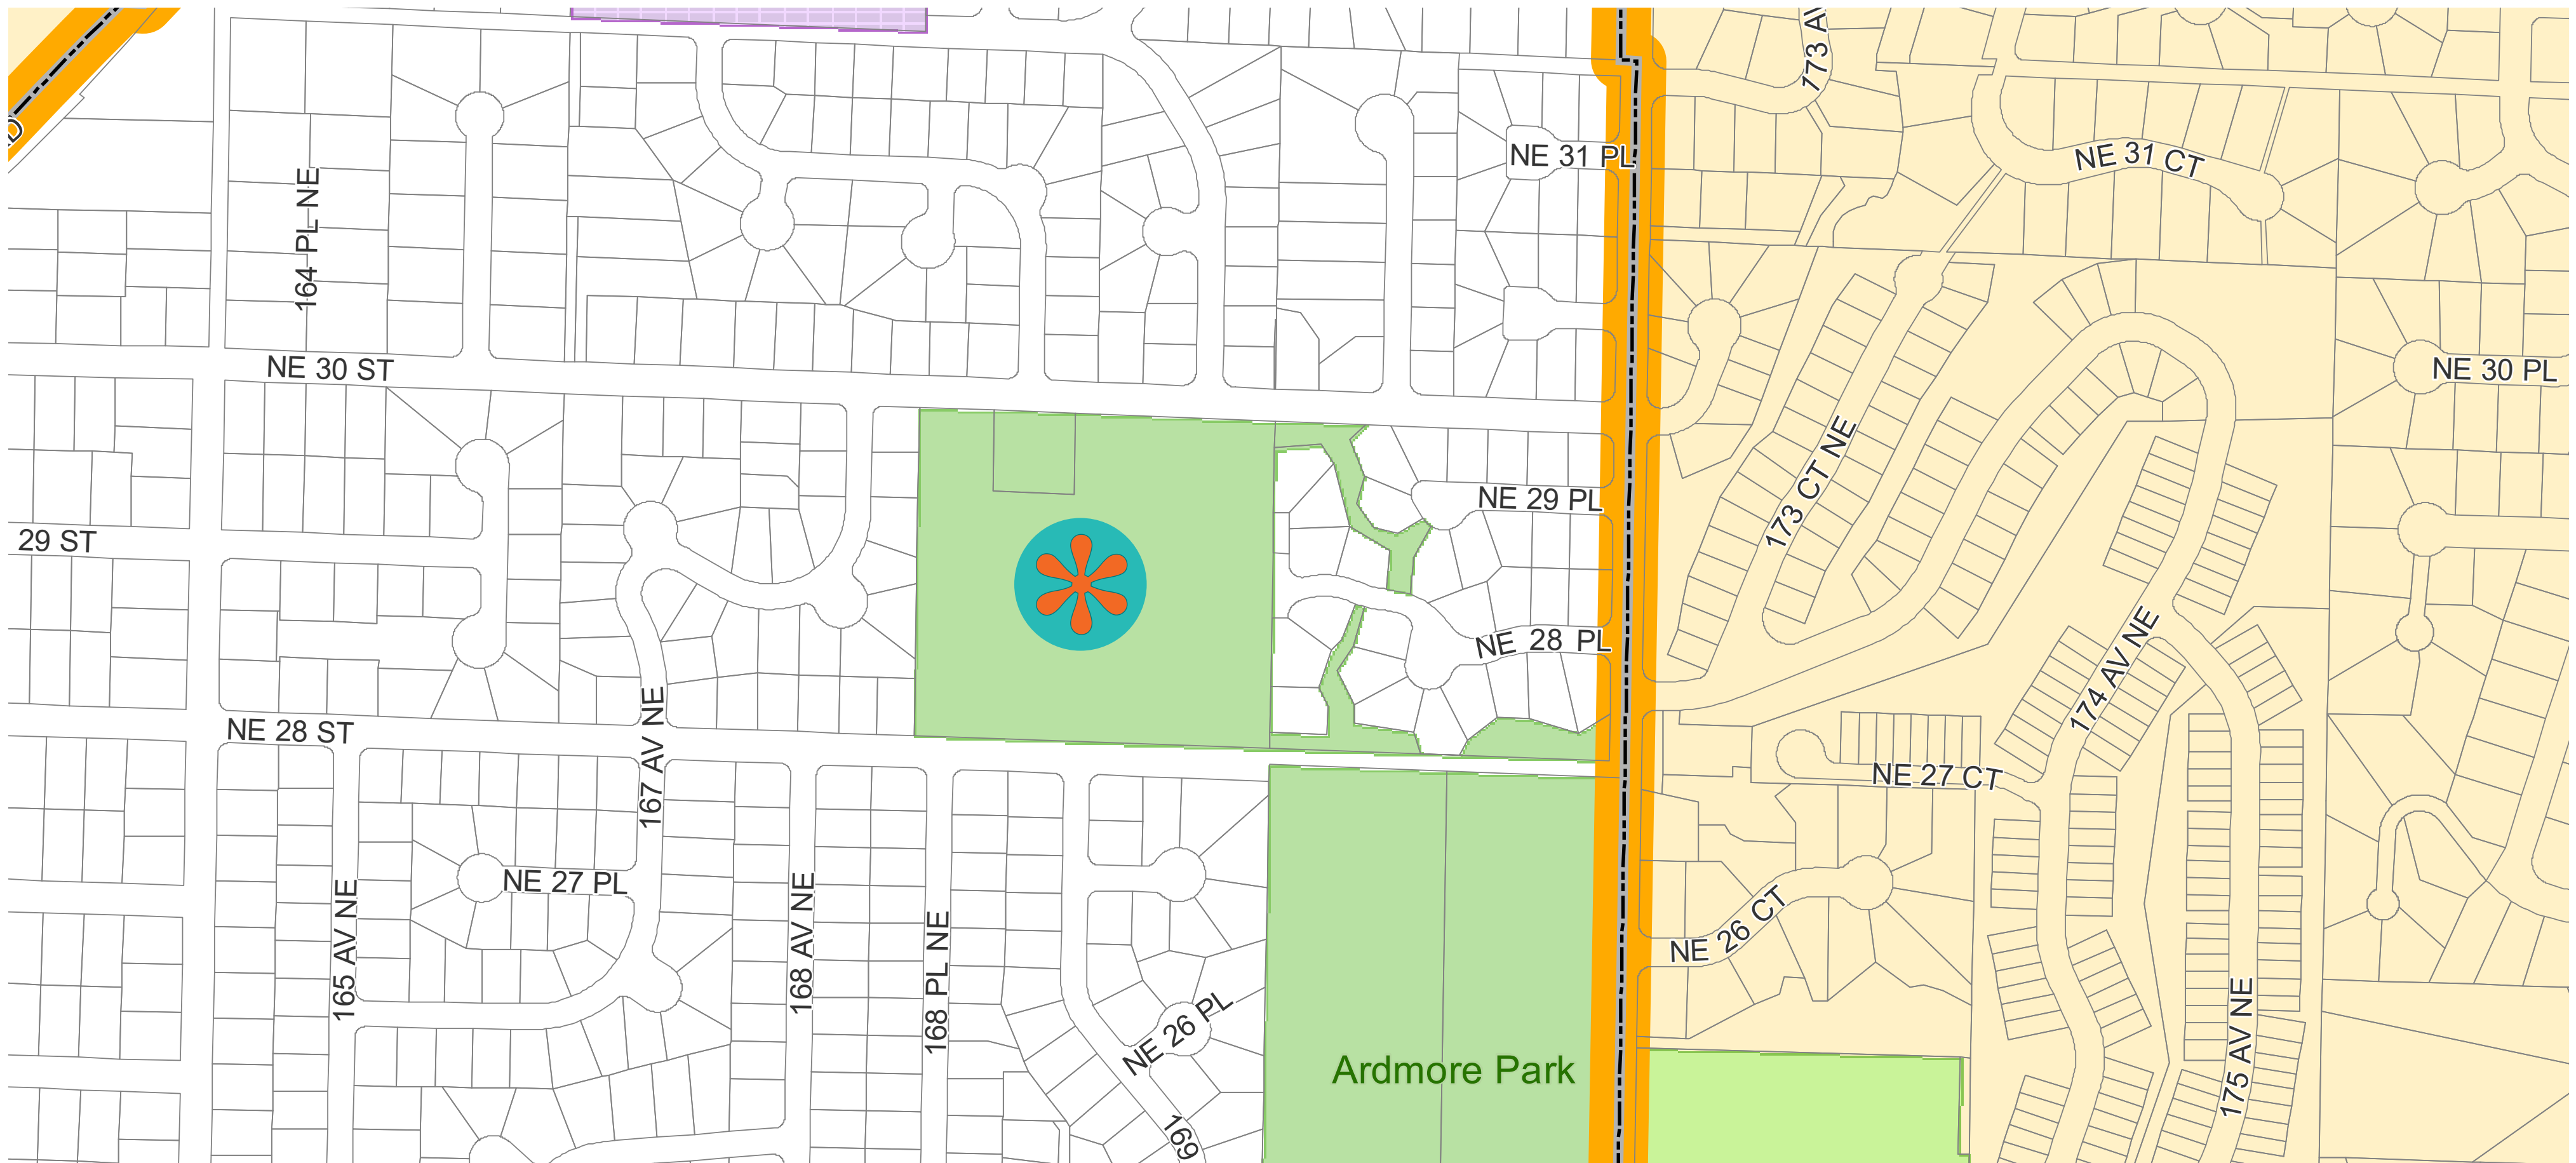 173 AV
NE 31 PL
NE 31 CT
164 PL NE
NE 30 ST
NE 30 PL
173 CT NE
NE 29 PL
29 ST
NE 28 PL
174 AV NE
NE 28 ST
167 AV NE
NE 27 CT
NE 27 PL
165 AV NE
168 AV NE
168 PL NE
NE 26 CT
NE 26 PL
175 AV NE
Ardmore Park
169